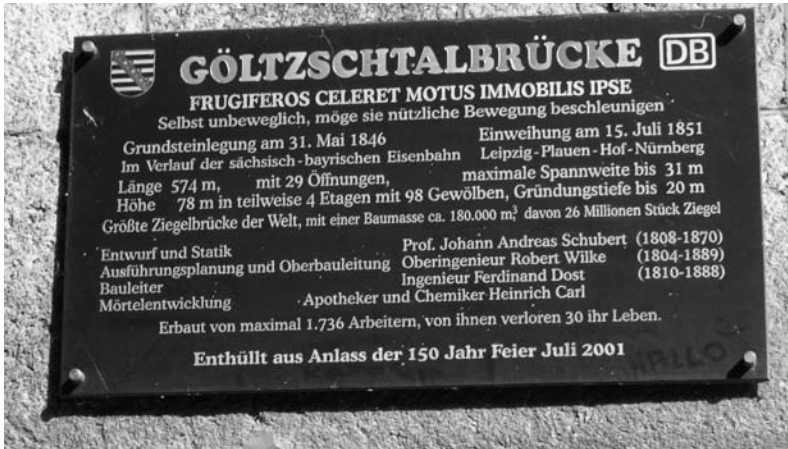 GÖLTZSCHTALBRÜCKE DB
FRUGIFEROS CELERET MOTUS IMMOBILIS IPSE
Selbst unbeweglich, möge sie nützliche Bewegung beschleunigen
Grundsteinlegung am 31. Mai 1846 Einweihung am 15. Juli 1851
Im Verlauf der sächsisch-bayrischen Eisenbahn Leipzig-Plauen-Hof-Nürnberg
Länge 574 m, mit 29 Öffnungen, maximale Spannweite bis 31 m
Höhe 78 m in teilweise 4 Etagen mit 98 Gewölben, Gründungstiefe bis 20 m
Größte Ziegelbrücke der Welt, mit einer Baumasse ca. 180.000 m³ davon 26 Millionen Stück Ziegel
Entwurf und Statik Prof. Johann Andreas Schubert (1808-1870)
Ausführungsplanung und Oberbauleitung Oberingenieur Robert Wilke (1804-1889)
Bauleiter Ingenieur Ferdinand Dost (1810-1888)
Mörtelentwicklung Apotheker und Chemiker Heinrich Carl
Erbaut von maximal 1.736 Arbeitern, von ihnen verloren 30 ihr Leben.
Enthüllt aus Anlass der 150 Jahr Feier Juli 2001
HALLO